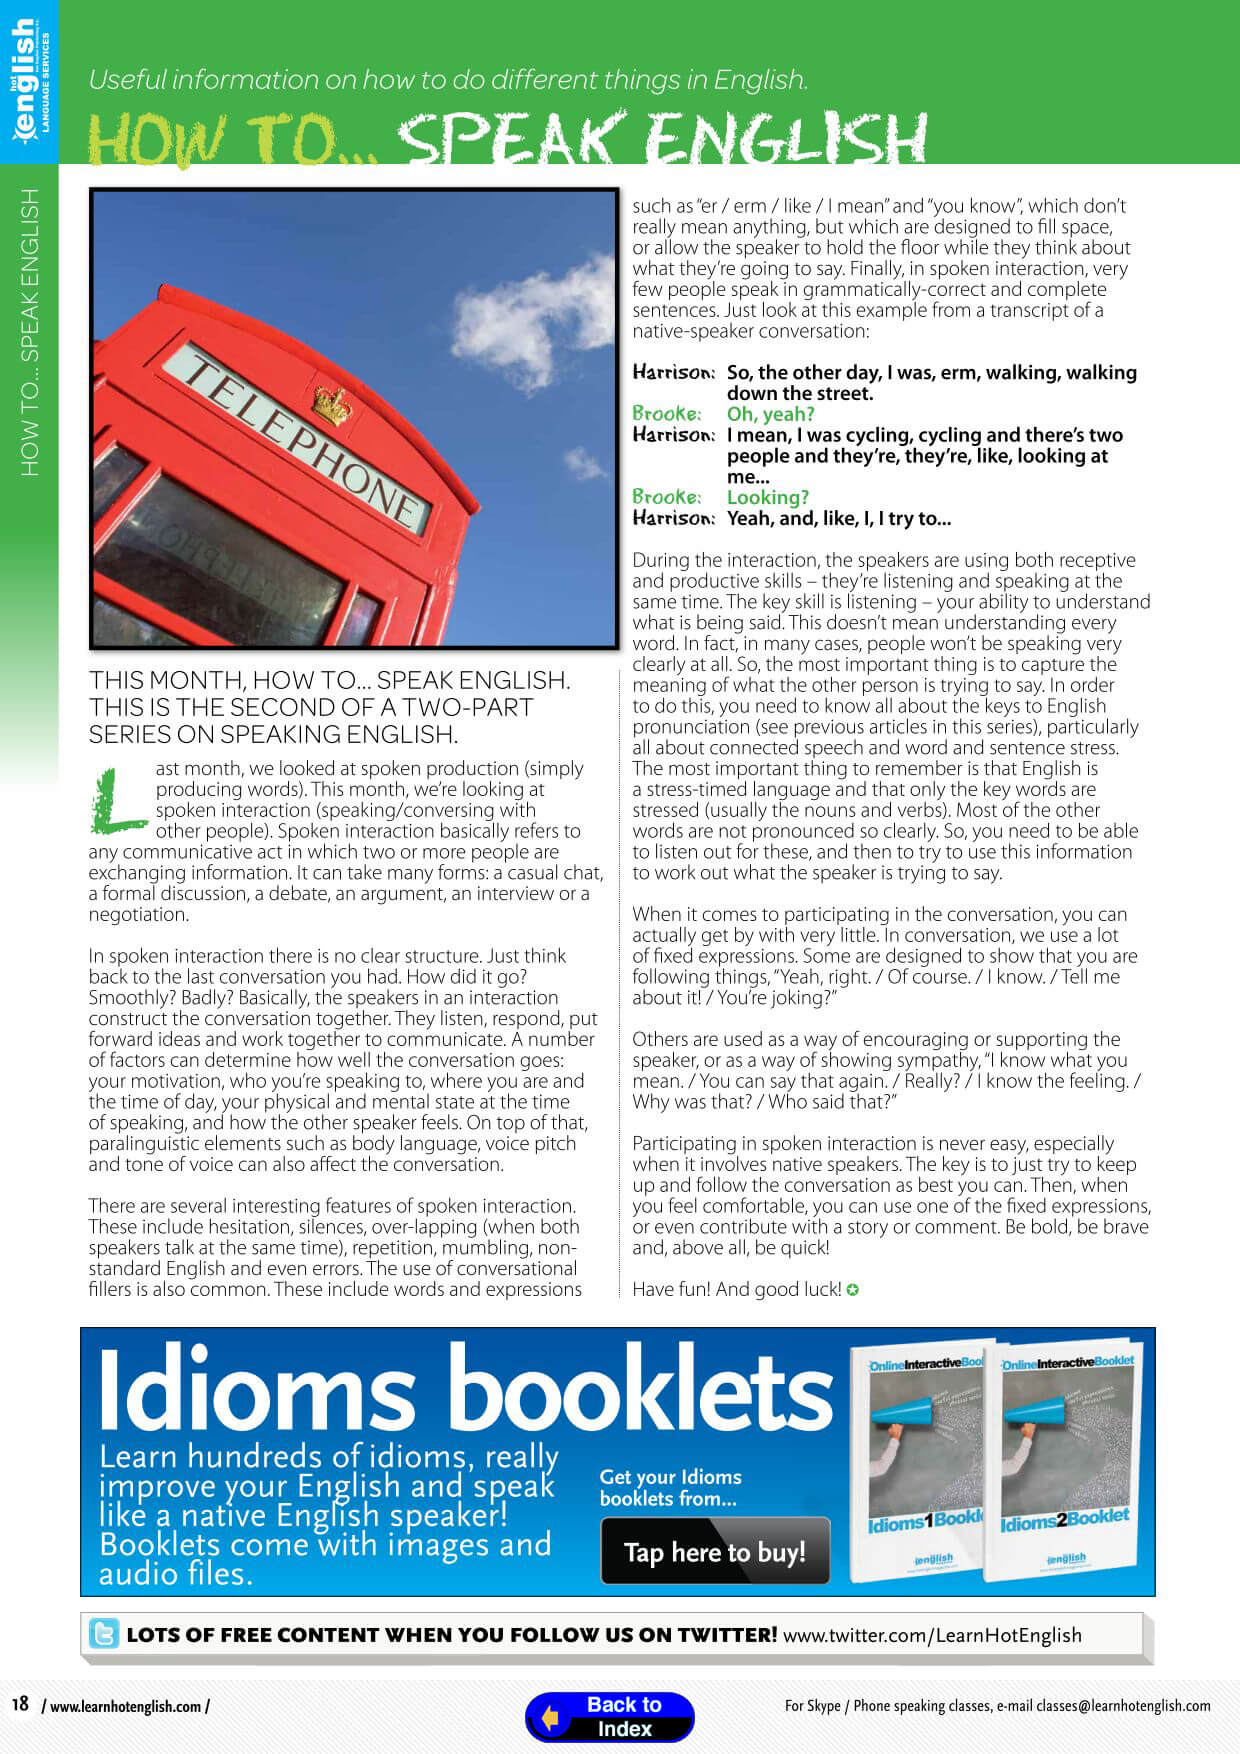 hot
english
LANGUAGE SERVICES
HOW TO... SPEAK ENGLISH
Useful information on how to do different things in English.
HOW TO... SPEAK ENGLISH
TELEPHONE
THIS MONTH, HOW TO... SPEAK ENGLISH.
THIS IS THE SECOND OF A TWO-PART
SERIES ON SPEAKING ENGLISH.
Last month, we looked at spoken production (simply
producing words). This month, we're looking at
spoken interaction (speaking/conversing with
other people). Spoken interaction basically refers to
any communicative act in which two or more people are
exchanging information. It can take many forms: a casual chat,
a formal discussion, a debate, an argument, an interview or a
negotiation.
In spoken interaction there is no clear structure. Just think
back to the last conversation you had. How did it go?
Smoothly? Badly? Basically, the speakers in an interaction
construct the conversation together. They listen, respond, put
forward ideas and work together to communicate. A number
of factors can determine how well the conversation goes:
your motivation, who you're speaking to, where you are and
the time of day, your physical and mental state at the time
of speaking, and how the other speaker feels. On top of that,
paralinguistic elements such as body language, voice pitch
and tone of voice can also affect the conversation.
There are several interesting features of spoken interaction.
These include hesitation, silences, over-lapping (when both
speakers talk at the same time), repetition, mumbling, non-
standard English and even errors. The use of conversational
fillers is also common. These include words and expressions
such as "er / erm / like / I mean" and "you know", which don't
really mean anything, but which are designed to fill space,
or allow the speaker to hold the floor while they think about
what they're going to say. Finally, in spoken interaction, very
few people speak in grammatically-correct and complete
sentences. Just look at this example from a transcript of a
native-speaker conversation:
Harrison: So, the other day, I was, erm, walking, walking
down the street.
Brooke: Oh, yeah?
Harrison: I mean, I was cycling, cycling and there's two
people and they're, they're, like, looking at
me...
Brooke: Looking?
Harrison: Yeah, and, like, I, I try to...
During the interaction, the speakers are using both receptive
and productive skills – they're listening and speaking at the
same time. The key skill is listening – your ability to understand
what is being said. This doesn't mean understanding every
word. In fact, in many cases, people won't be speaking very
clearly at all. So, the most important thing is to capture the
meaning of what the other person is trying to say. In order
to do this, you need to know all about the keys to English
pronunciation (see previous articles in this series), particularly
all about connected speech and word and sentence stress.
The most important thing to remember is that English is
a stress-timed language and that only the key words are
stressed (usually the nouns and verbs). Most of the other
words are not pronounced so clearly. So, you need to be able
to listen out for these, and then to try to use this information
to work out what the speaker is trying to say.
When it comes to participating in the conversation, you can
actually get by with very little. In conversation, we use a lot
of fixed expressions. Some are designed to show that you are
following things, "Yeah, right. / Of course. / I know. / Tell me
about it! / You're joking?"
Others are used as a way of encouraging or supporting the
speaker, or as a way of showing sympathy, "I know what you
mean. / You can say that again. / Really? / I know the feeling. /
Why was that? / Who said that?"
Participating in spoken interaction is never easy, especially
when it involves native speakers. The key is to just try to keep
up and follow the conversation as best you can. Then, when
you feel comfortable, you can use one of the fixed expressions,
or even contribute with a story or comment. Be bold, be brave
and, above all, be quick!
Have fun! And good luck!
Idioms booklets
Learn hundreds of idioms, really
improve your English and speak
like a native English speaker!
Booklets come with images and
audio files.
Get your Idioms
booklets from...
Tap here to buy!
OnlineInteractiveBool
Idioms1Bookl
english
OnlineInteractiveBooklet
Idioms2Booklet
english
LOTS OF FREE CONTENT WHEN YOU FOLLOW US ON TWITTER! www.twitter.com/LearnHotEnglish
18 / www.learnhotenglish.com /
Back to
Index
For Skype / Phone speaking classes, e-mail classes@learnhotenglish.com